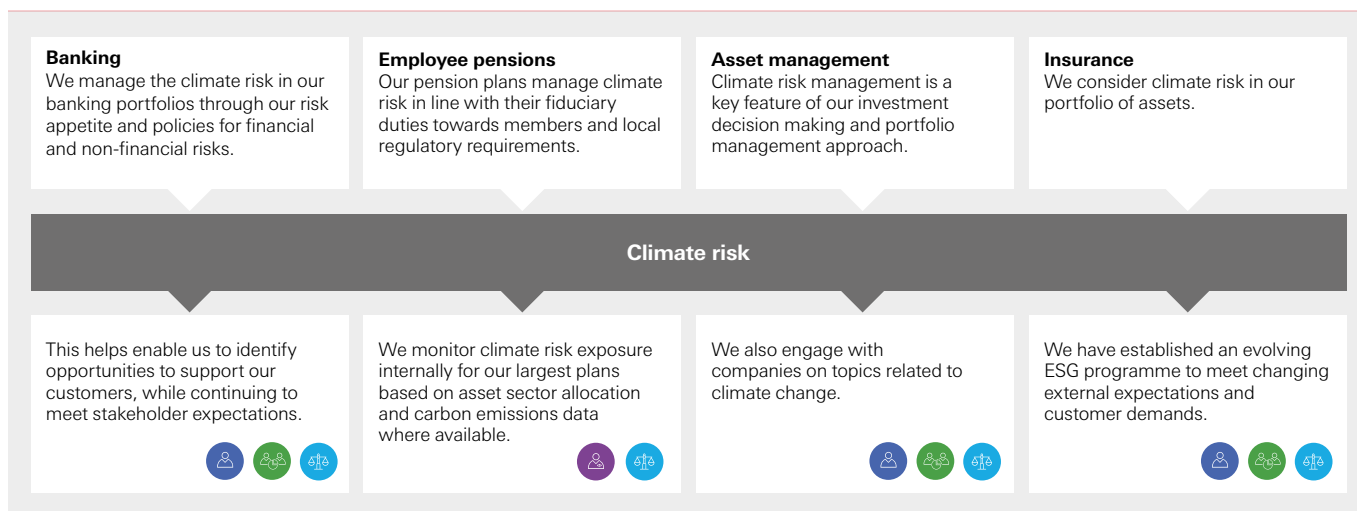 Banking
We manage the climate risk in our
banking portfolios through our risk
appetite and policies for financial
and non-financial risks.
Employee pensions
Our pension plans manage climate
risk in line with their fiduciary
duties towards members and local
regulatory requirements.
Asset management
Climate risk management is a
key feature of our investment
decision making and portfolio
management approach.
Insurance
We consider climate risk in our
portfolio of assets.
Climate risk
This helps enable us to identify
opportunities to support our
customers, while continuing to
meet stakeholder expectations.
We monitor climate risk exposure
internally for our largest plans
based on asset sector allocation
and carbon emissions data
where available.
We also engage with
companies on topics related to
climate change.
We have established an evolving
ESG programme to meet changing
external expectations and
customer demands.